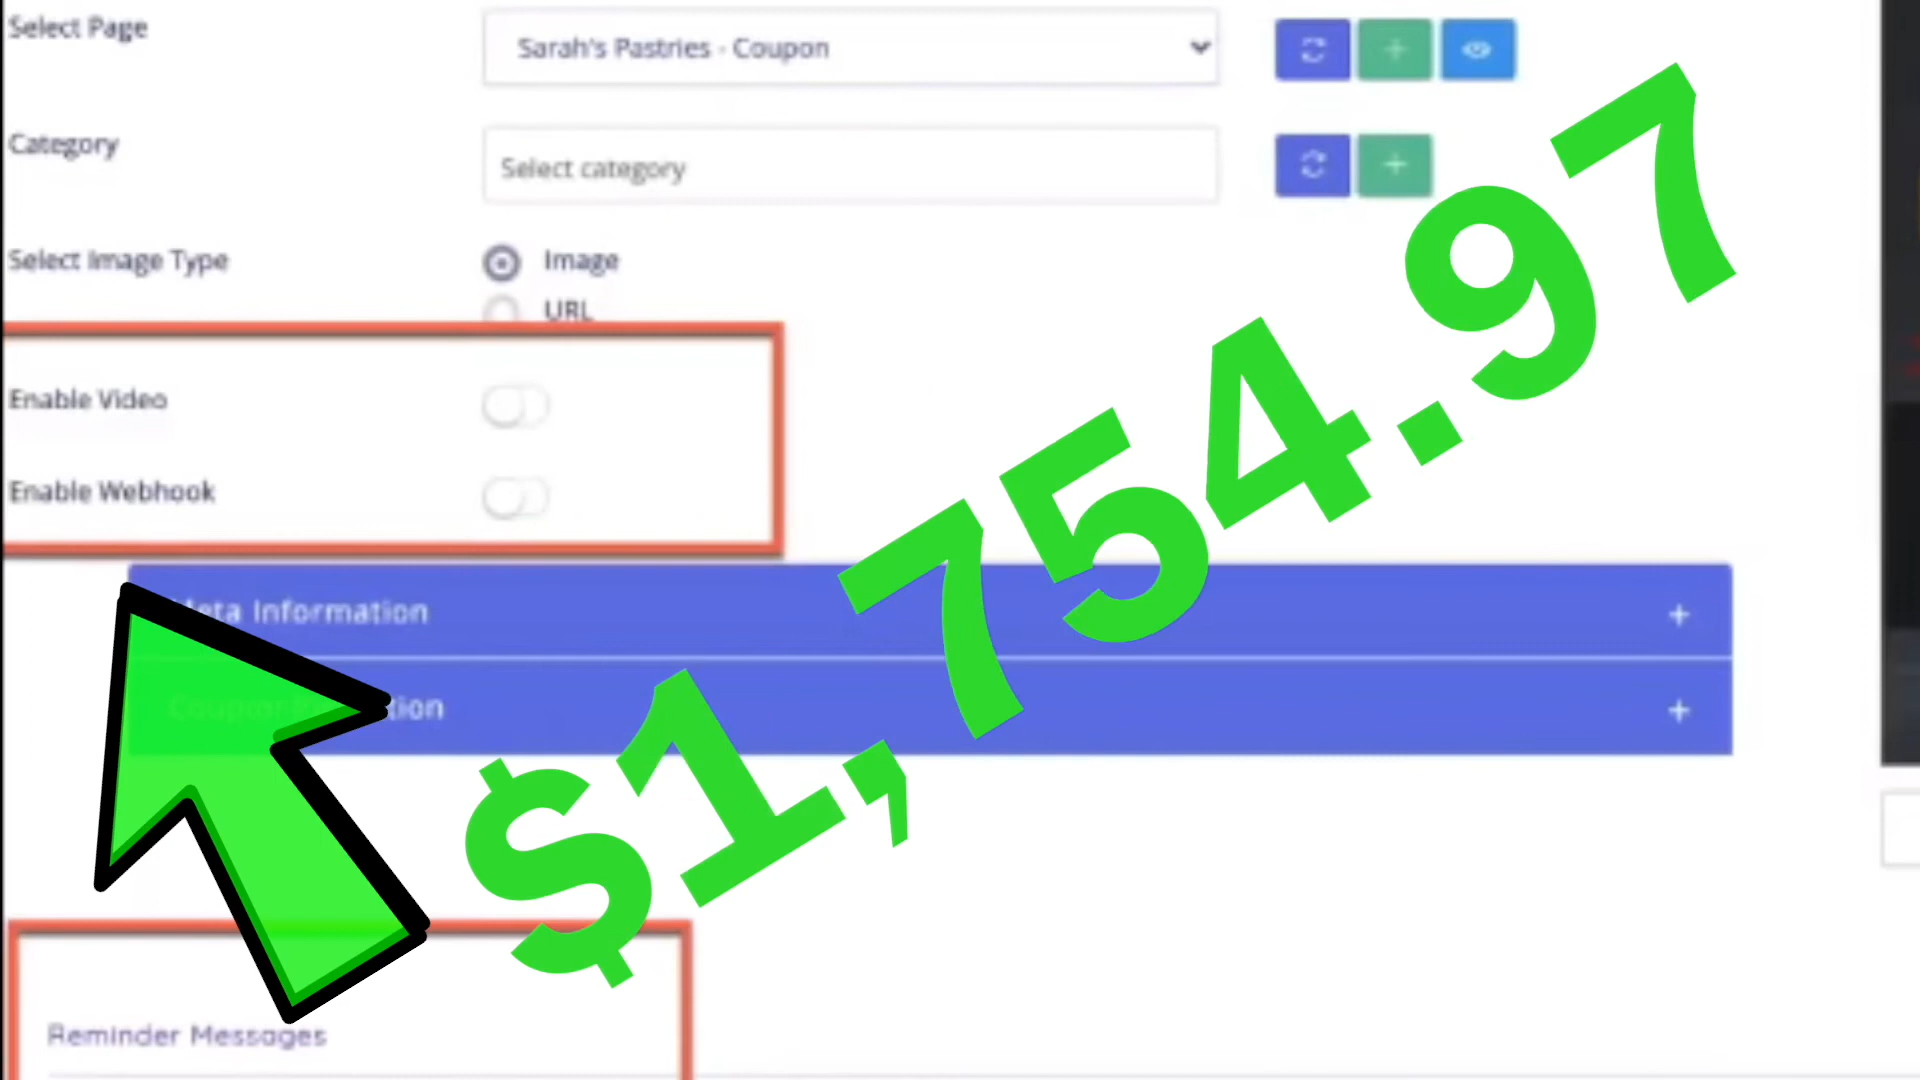 Select Page
Sarah's Pastries - Coupon
Category
Select category
Select Image Type
Image
URL
Enable Video
Enable Webhook
Meta Information
$1,754.97
Reminder Messages